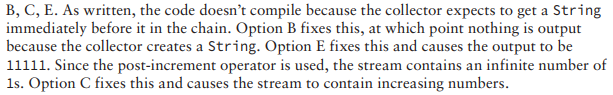 B, C, E. As written, the code doesn’t compile because the collector expects to get a String
immediately before it in the chain. Option B fixes this, at which point nothing is output
because the collector creates a String. Option E fixes this and causes the output to be
11111. Since the post-increment operator is used, the stream contains an infinite number of
1s. Option C fixes this and causes the stream to contain increasing numbers.